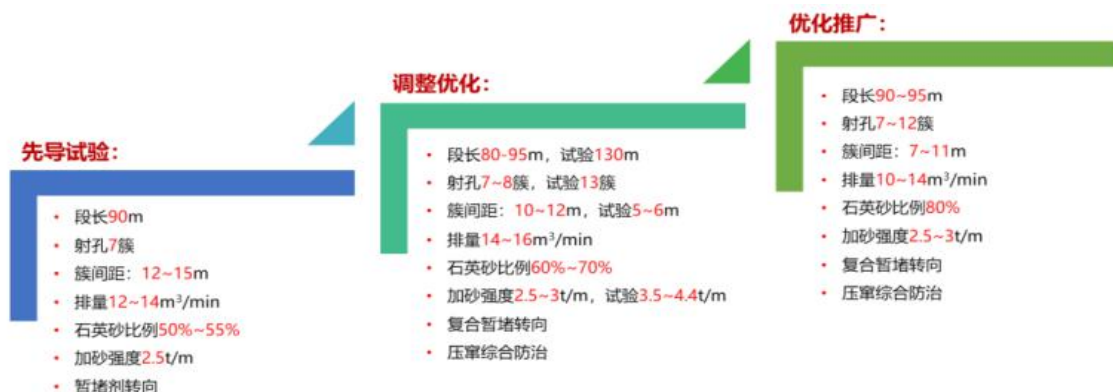 先导试验：
• 段长90m
• 射孔7簇
• 簇间距：12~15m
• 排量12~14m³/min
• 石英砂比例50%~55%
• 加砂强度2.5t/m
• 暂堵剂转向
调整优化：
• 段长80-95m，试验130m
• 射孔7~8簇，试验13簇
• 簇间距：10~12m，试验5~6m
• 排量14~16m³/min
• 石英砂比例60%~70%
• 加砂强度2.5~3t/m，试验3.5~4.4t/m
• 复合暂堵转向
• 压窜综合防治
优化推广：
• 段长90~95m
• 射孔7~12簇
• 簇间距：7~11m
• 排量10~14m³/min
• 石英砂比例80%
• 加砂强度2.5~3t/m
• 复合暂堵转向
• 压窜综合防治